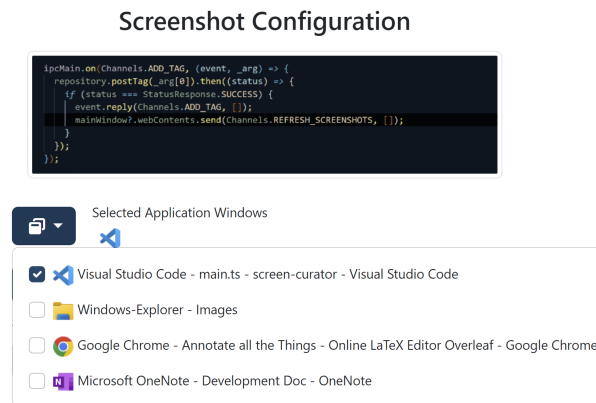 Screenshot Configuration
ipcMain.on(Channels.ADD_TAG, (event, _arg) => {
repository.postTag(_arg[0]).then((status) => {
if (status === StatusResponse.SUCCESS) {
event.reply(Channels.ADD_TAG, []);
mainWindow?.webContents.send(Channels.REFRESH_SCREENSHOTS, []);
}
});
});
Selected Application Windows
Visual Studio Code - main.ts - screen-curator - Visual Studio Code
Windows-Explorer - Images
Google Chrome - Annotate all the Things - Online LaTeX Editor Overleaf - Google Chrome
Microsoft OneNote - Development Doc - OneNote